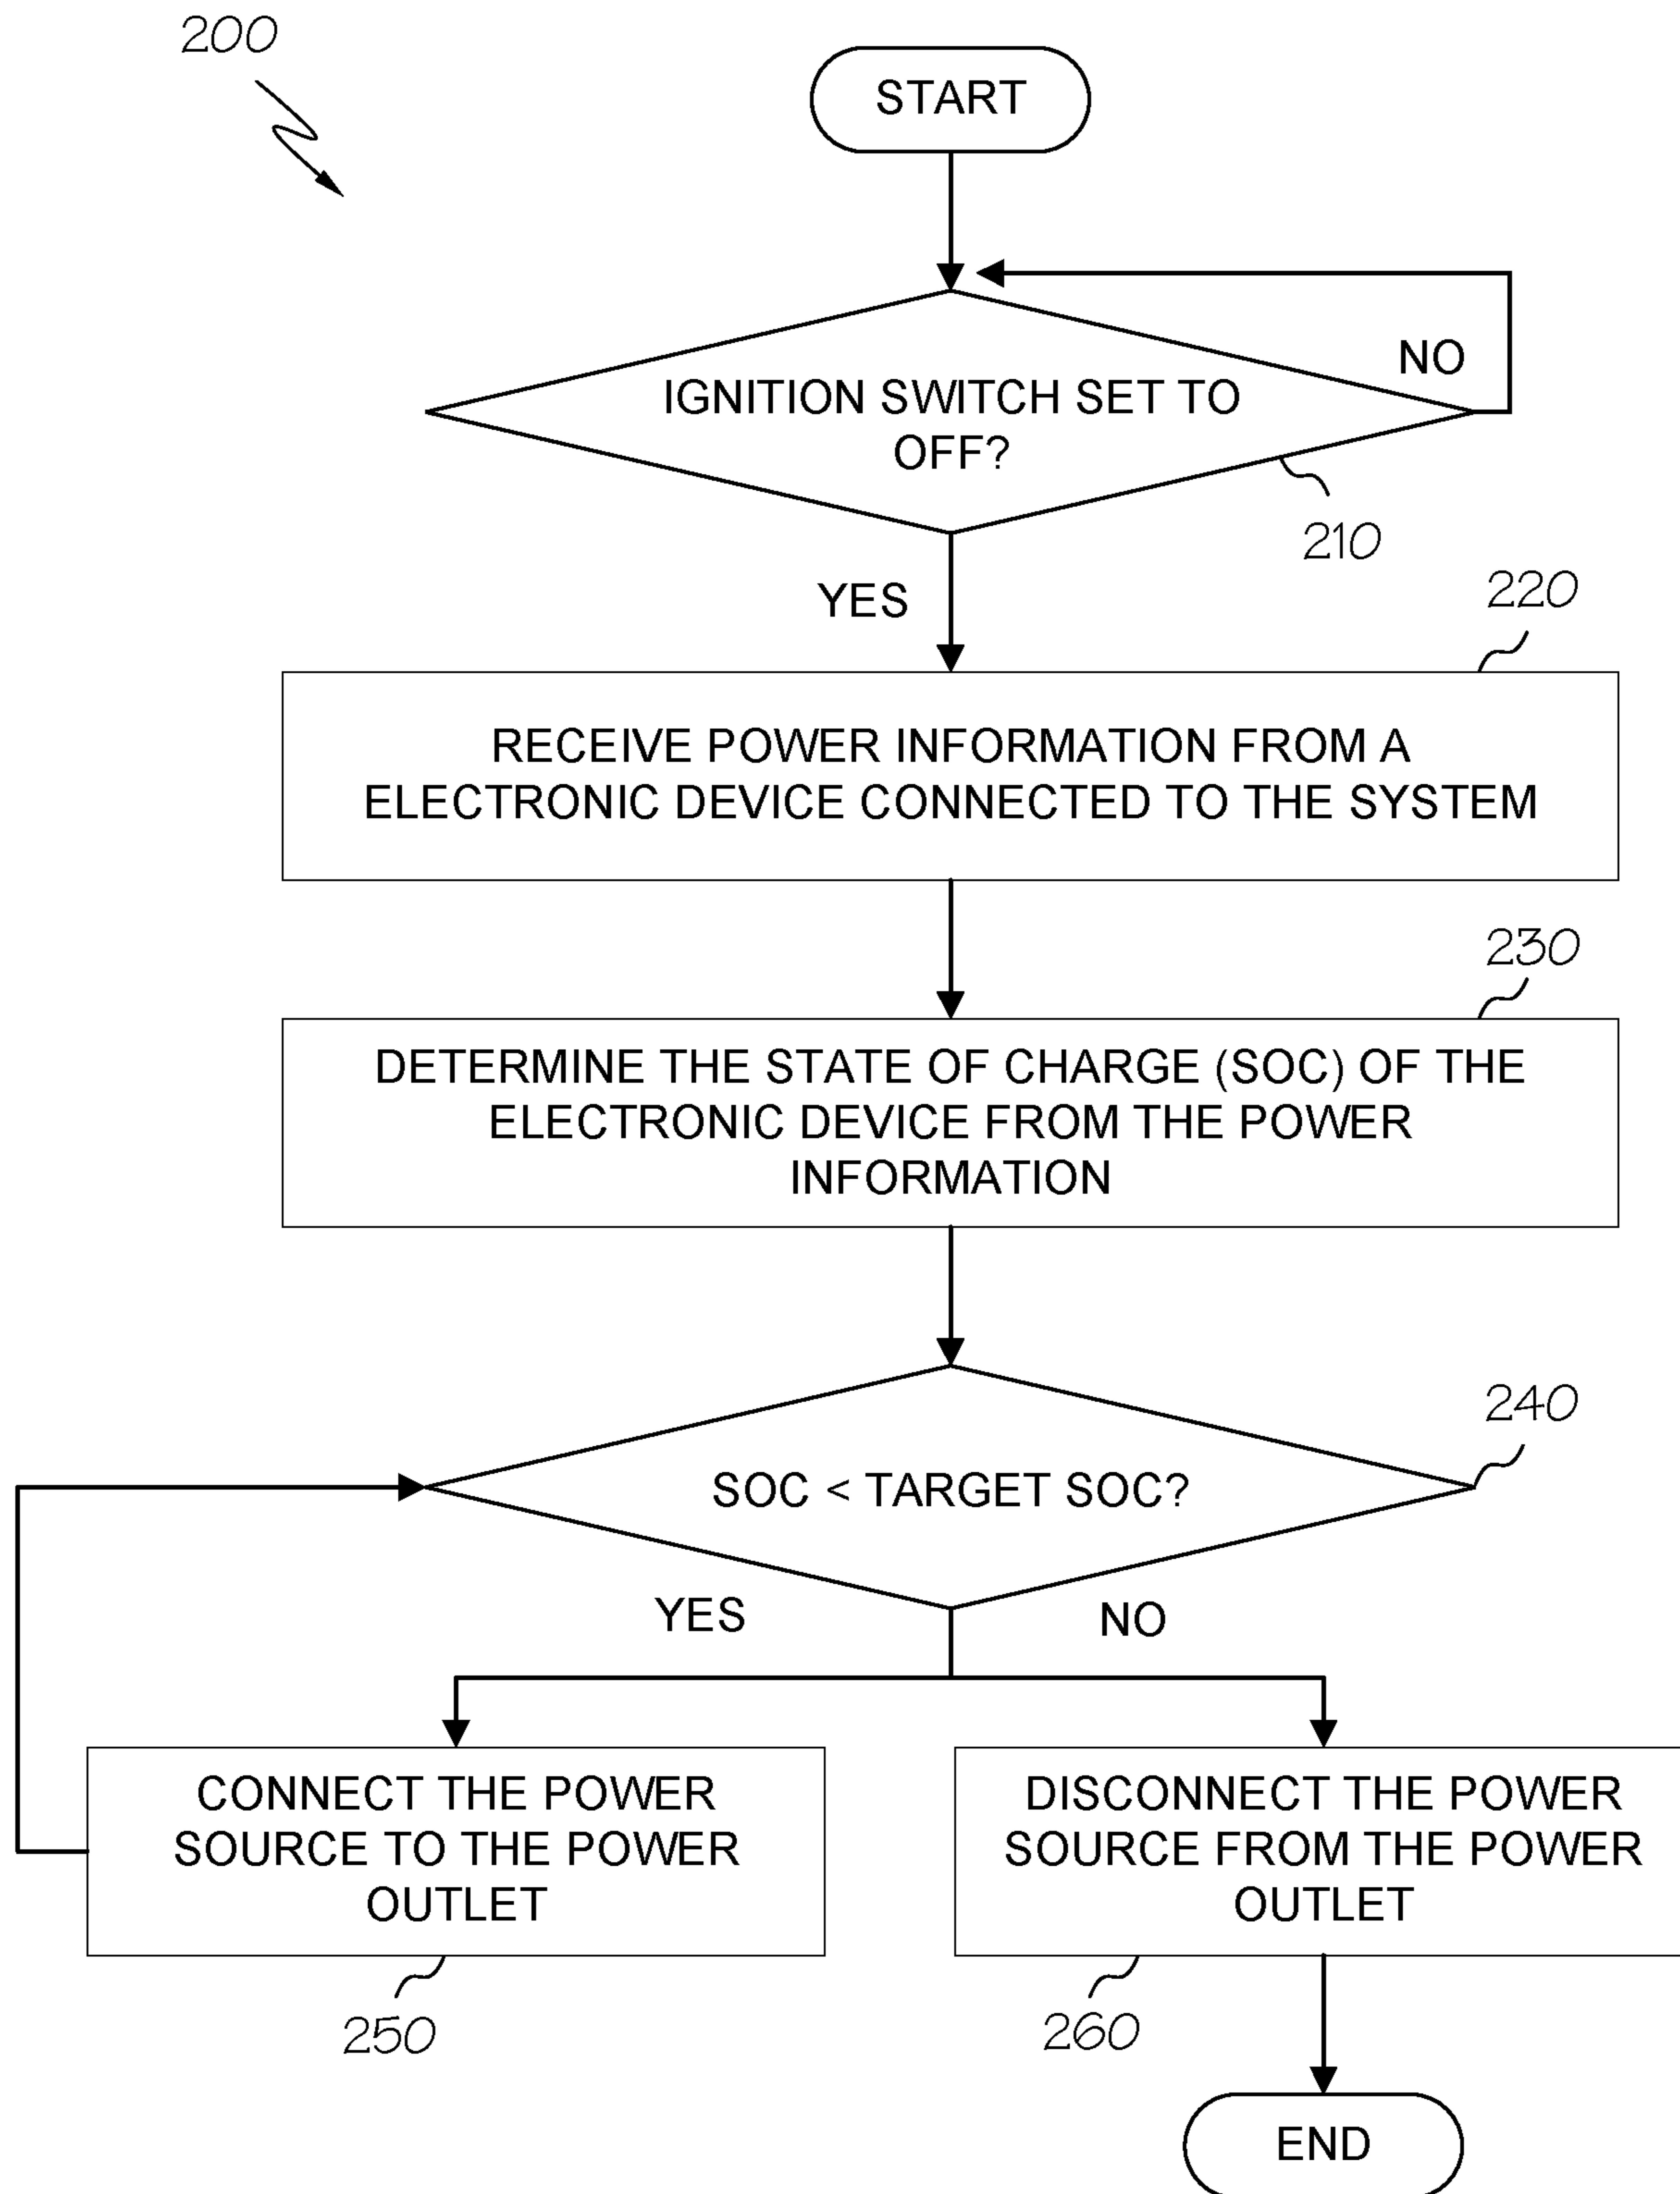 200
START
NO
IGNITION SWITCH SET TO
OFF?
210
YES
220
RECEIVE POWER INFORMATION FROM A
ELECTRONIC DEVICE CONNECTED TO THE SYSTEM
230
DETERMINE THE STATE OF CHARGE (SOC) OF THE
ELECTRONIC DEVICE FROM THE POWER
INFORMATION
240
SOC < TARGET SOC?
YES
NO
CONNECT THE POWER
SOURCE TO THE POWER
OUTLET
250
DISCONNECT THE POWER
SOURCE FROM THE POWER
OUTLET
260
END